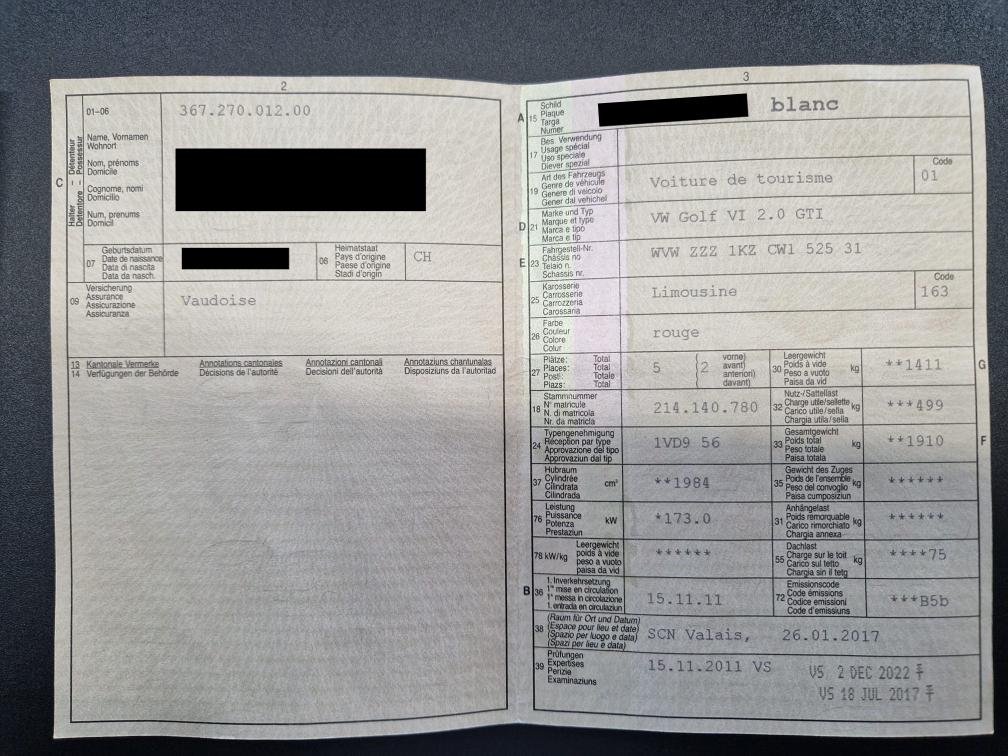 2
01-06
367.270.012.00
C
Halter – Détenteur
Detentore – Possessur
Name, Vornamen
Wohnort
Nom, prénoms
Domicile
Cognome, nomi
Domicilio
Num, prenums
Domicil
07
Geburtsdatum
Date de naissance
Data di nascita
Data da nasch.
08
Heimatstaat
Pays d'origine
Paese d'origine
Stadi d'origin
CH
09
Versicherung
Assurance
Assicurazione
Assicuranza
Vaudoise
13 Kantonale Vermerke Annotations cantonales Annotazioni cantonali Annotaziuns chantunalas
14 Verfügungen der Behörde Décisions de l'autorité Decisioni dell'autorità Disposiziuns da l'autoritad
3
A 15
Schild
Plaque
Targa
Numer
blanc
17
Bes. Verwendung
Usage spécial
Uso speciale
Diever spezial
19
Art des Fahrzeugs
Genre de véhicule
Genere di veicolo
Gener dal vehichel
Voiture de tourisme
Code
01
D 21
Marke und Typ
Marque et type
Marca e tipo
Marca e tip
VW Golf VI 2.0 GTI
E 23
Fahrgestell-Nr.
Châssis no
Telaio n.
Schassis nr.
WVW ZZZ 1KZ CW1 525 31
25
Karosserie
Carrosserie
Carrozzeria
Carossaria
Limousine
Code
163
26
Farbe
Couleur
Colore
Colur
rouge
27
Plätze: Total
Places: Total
Posti: Totale
Plazs: Total
5 (2
vorne)
avant)
anteriori)
davant)
30
Leergewicht
Poids à vide
Peso a vuoto
Paisa da vid
kg
**1411
G
18
Stammnummer
N° matricule
N. di matricola
Nr. da matricla
214.140.780
32
Nutz-/Sattellast
Charge utile/sellette
Carico utile/sella
Chargia utila/sella
kg
***499
24
Typengenehmigung
Réception par type
Approvazione del tipo
Approvaziun dal tip
1VD9 56
33
Gesamtgewicht
Poids total
Peso totale
Paisa totala
kg
**1910
F
37
Hubraum
Cylindrée
Cilindrata
Cilindrada
cm³
**1984
35
Gewicht des Zuges
Poids de l'ensemble
Peso del convoglio
Paisa cumposiziun
kg
******
76
Leistung
Puissance
Potenza
Prestaziun
kW
*173.0
31
Anhängelast
Poids remorquable
Carico rimorchiato
Chargia annexa
kg
******
78 kW/kg
Leergewicht
poids à vide
peso a vuoto
paisa da vid
******
55
Dachlast
Charge sur le toit
Carico sul tetto
Chargia sin il tetg
kg
****75
B 36
1. Inverkehrsetzung
1re mise en circulation
1a messa in circolazione
1. entrada en circulaziun
15.11.11
72
Emissionscode
Code émissions
Codice emissioni
Code d'emissiuns
***B5b
38
(Raum für Ort und Datum)
(Espace pour lieu et date)
(Spazio per luogo e data)
(Spazi per lieu e data)
SCN Valais, 26.01.2017
39
Prüfungen
Expertises
Perizie
Examinaziuns
15.11.2011 VS
VS 2 DEC 2022
VS 18 JUL 2017